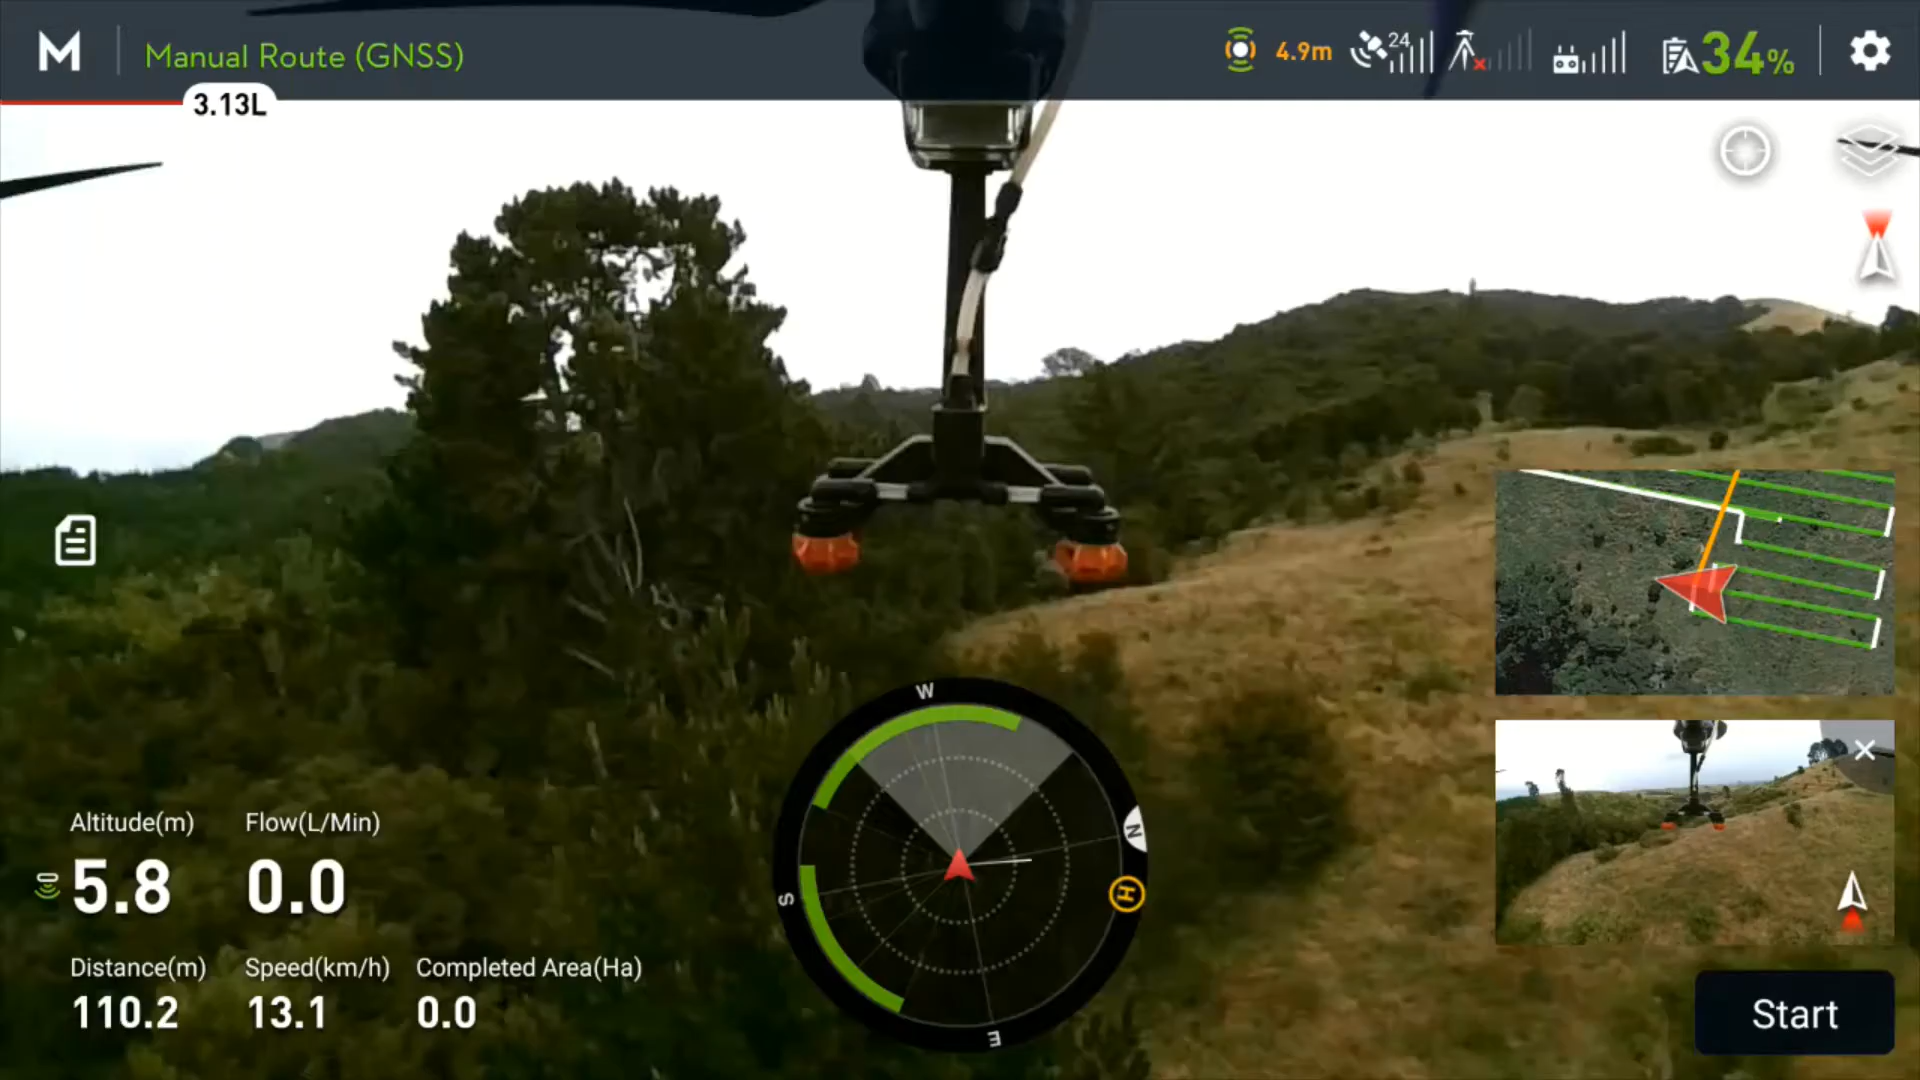 M
Manual Route (GNSS)
4.9m
24
34%
3.13L
W
N
H
S
E
Altitude(m)
Flow(L/Min)
5.8
0.0
Distance(m)
Speed(km/h)
Completed Area(Ha)
110.2
13.1
0.0
Start